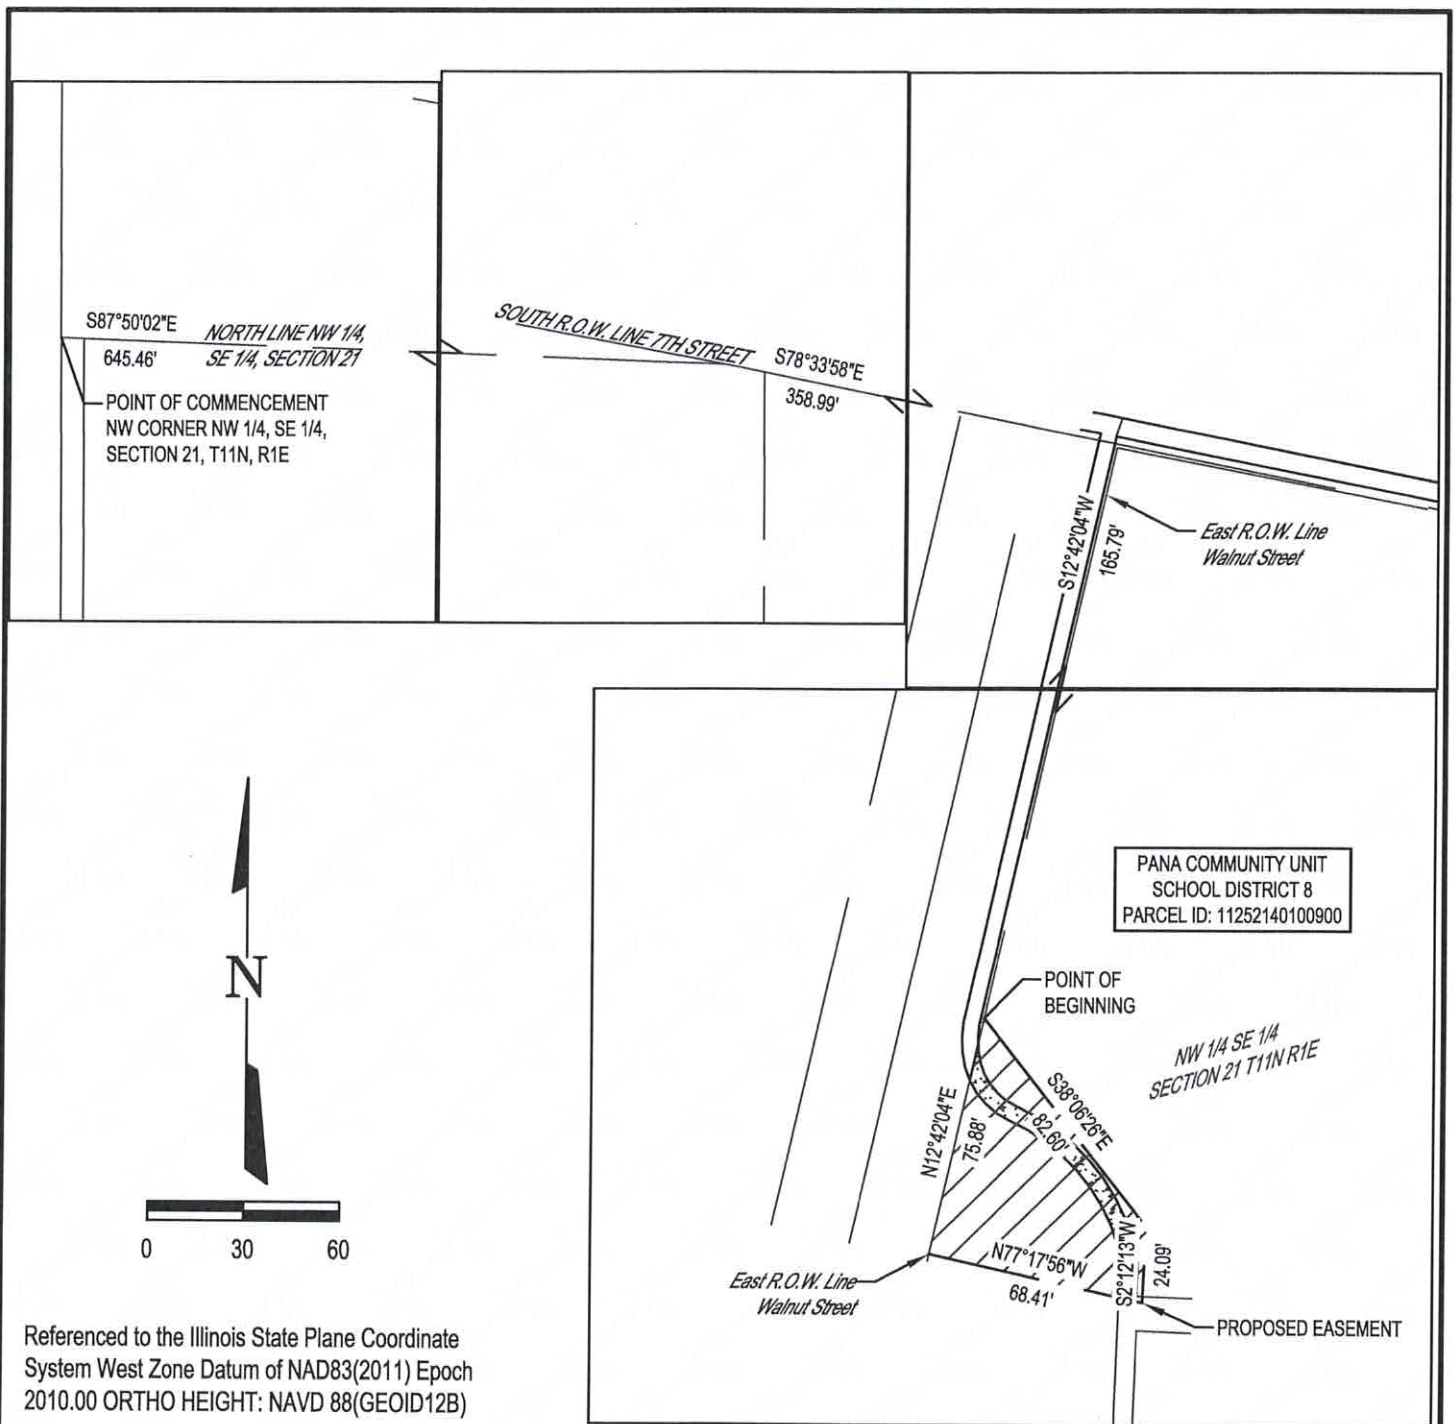 S87°50'02"E
645.46'
NORTH LINE NW 1/4,
SE 1/4, SECTION 21
POINT OF COMMENCEMENT
NW CORNER NW 1/4, SE 1/4,
SECTION 21, T11N, R1E
SOUTH R.O.W. LINE 7TH STREET
S78°33'58"E
358.99'
S12°42'04"W
165.79'
East R.O.W. Line
Walnut Street
PANA COMMUNITY UNIT
SCHOOL DISTRICT 8
PARCEL ID: 11252140100900
POINT OF
BEGINNING
NW 1/4 SE 1/4
SECTION 21 T11N R1E
S38°06'26"E
82.60'
N12°42'04"E
75.88'
N77°17'56"W
68.41'
S2°12'13"W
24.09'
East R.O.W. Line
Walnut Street
PROPOSED EASEMENT
N
0 30 60
Referenced to the Illinois State Plane Coordinate
System West Zone Datum of NAD83(2011) Epoch
2010.00 ORTHO HEIGHT: NAVD 88(GEOID12B)